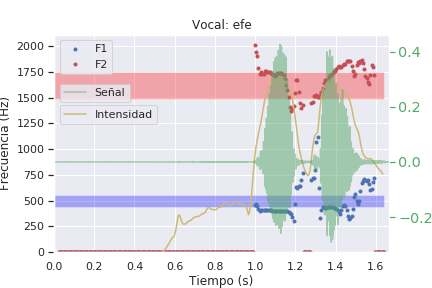 Vocal: efe
F1
F2
Señal
Intensidad
2000
1750
1500
1250
1000
750
500
250
0
Frecuencia (Hz)
0.4
0.2
0.0
−0.2
0.0 0.2 0.4 0.6 0.8 1.0 1.2 1.4 1.6
Tiempo (s)